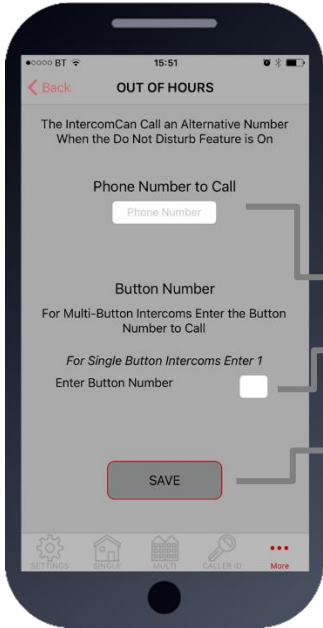 BT 15:51
Back OUT OF HOURS
The IntercomCan Call an Alternative Number
When the Do Not Disturb Feature is On
Phone Number to Call
Phone Number
Button Number
For Multi-Button Intercoms Enter the Button
Number to Call
For Single Button Intercoms Enter 1
Enter Button Number
SAVE
SETTINGS SINGLE MULTI CALLER ID More